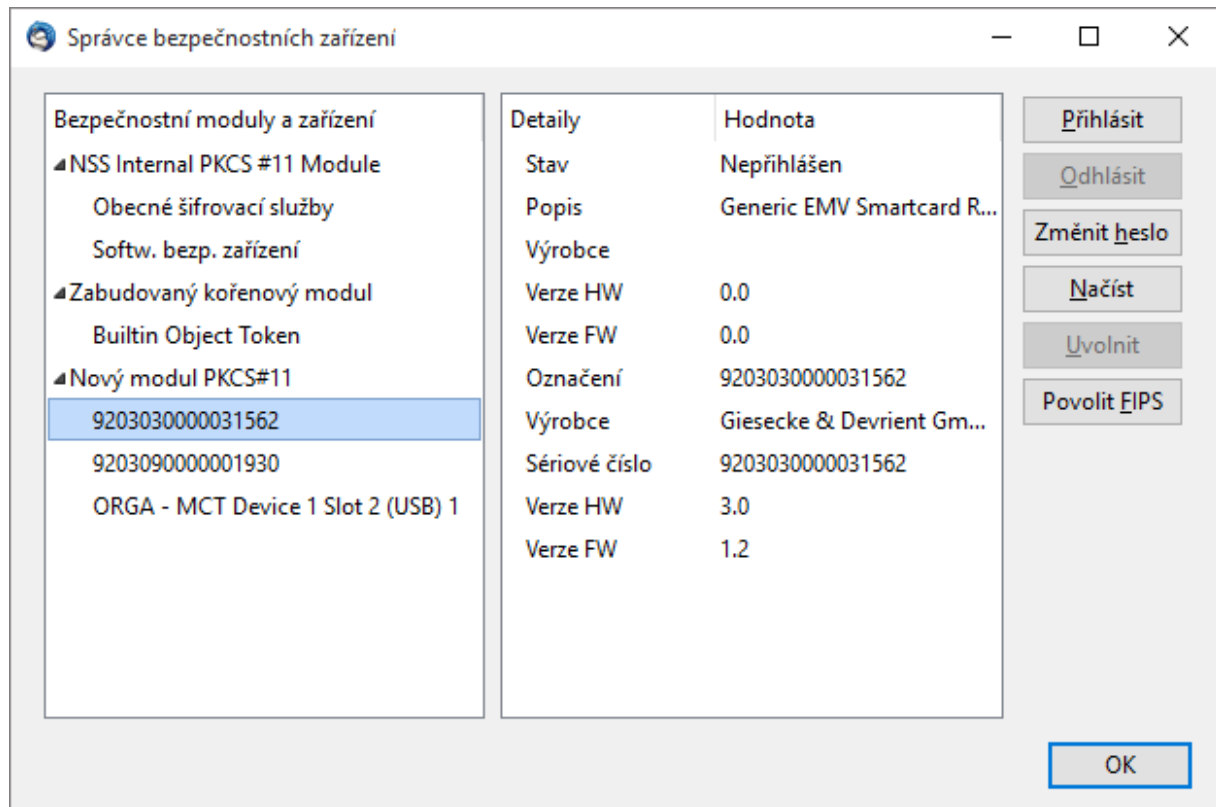 Správce bezpečnostních zařízení
Bezpečnostní moduly a zařízení
NSS Internal PKCS #11 Module
Obecné šifrovací služby
Softw. bezp. zařízení
Zabudovaný kořenový modul
Builtin Object Token
Nový modul PKCS#11
9203030000031562
9203090000001930
ORGA - MCT Device 1 Slot 2 (USB) 1
Detaily Hodnota
Stav Nepřihlášen
Popis Generic EMV Smartcard R...
Výrobce
Verze HW 0.0
Verze FW 0.0
Označení 9203030000031562
Výrobce Giesecke & Devrient Gm...
Sériové číslo 9203030000031562
Verze HW 3.0
Verze FW 1.2
Přihlásit
Odhlásit
Změnit heslo
Načíst
Uvolnit
Povolit FIPS
OK